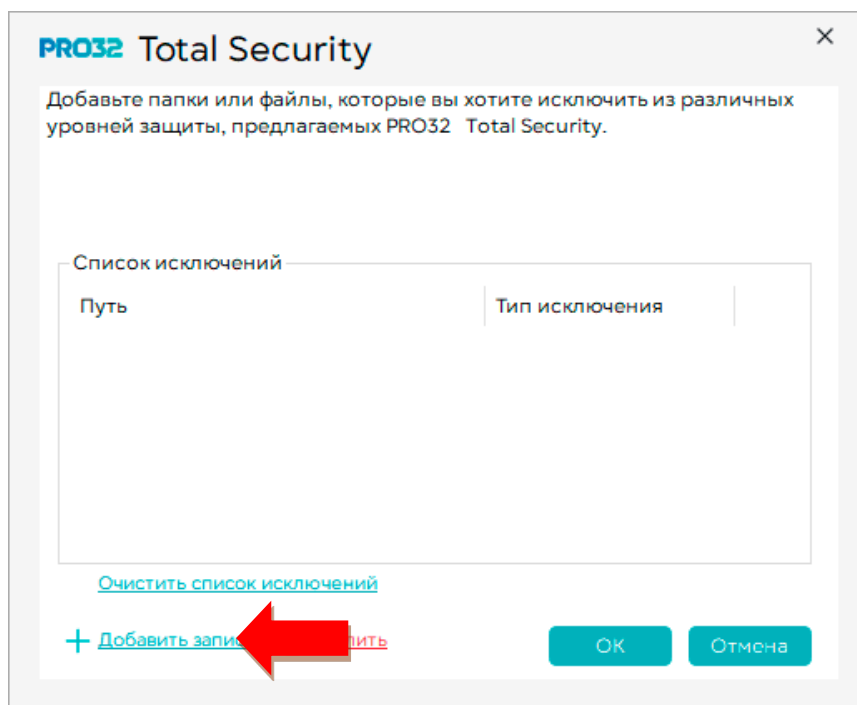 PRO32 Total Security
Добавьте папки или файлы, которые вы хотите исключить из различных
уровней защиты, предлагаемых PRO32 Total Security.
Список исключений
Путь Тип исключения
Очистить список исключений
Добавить ОК Отмена